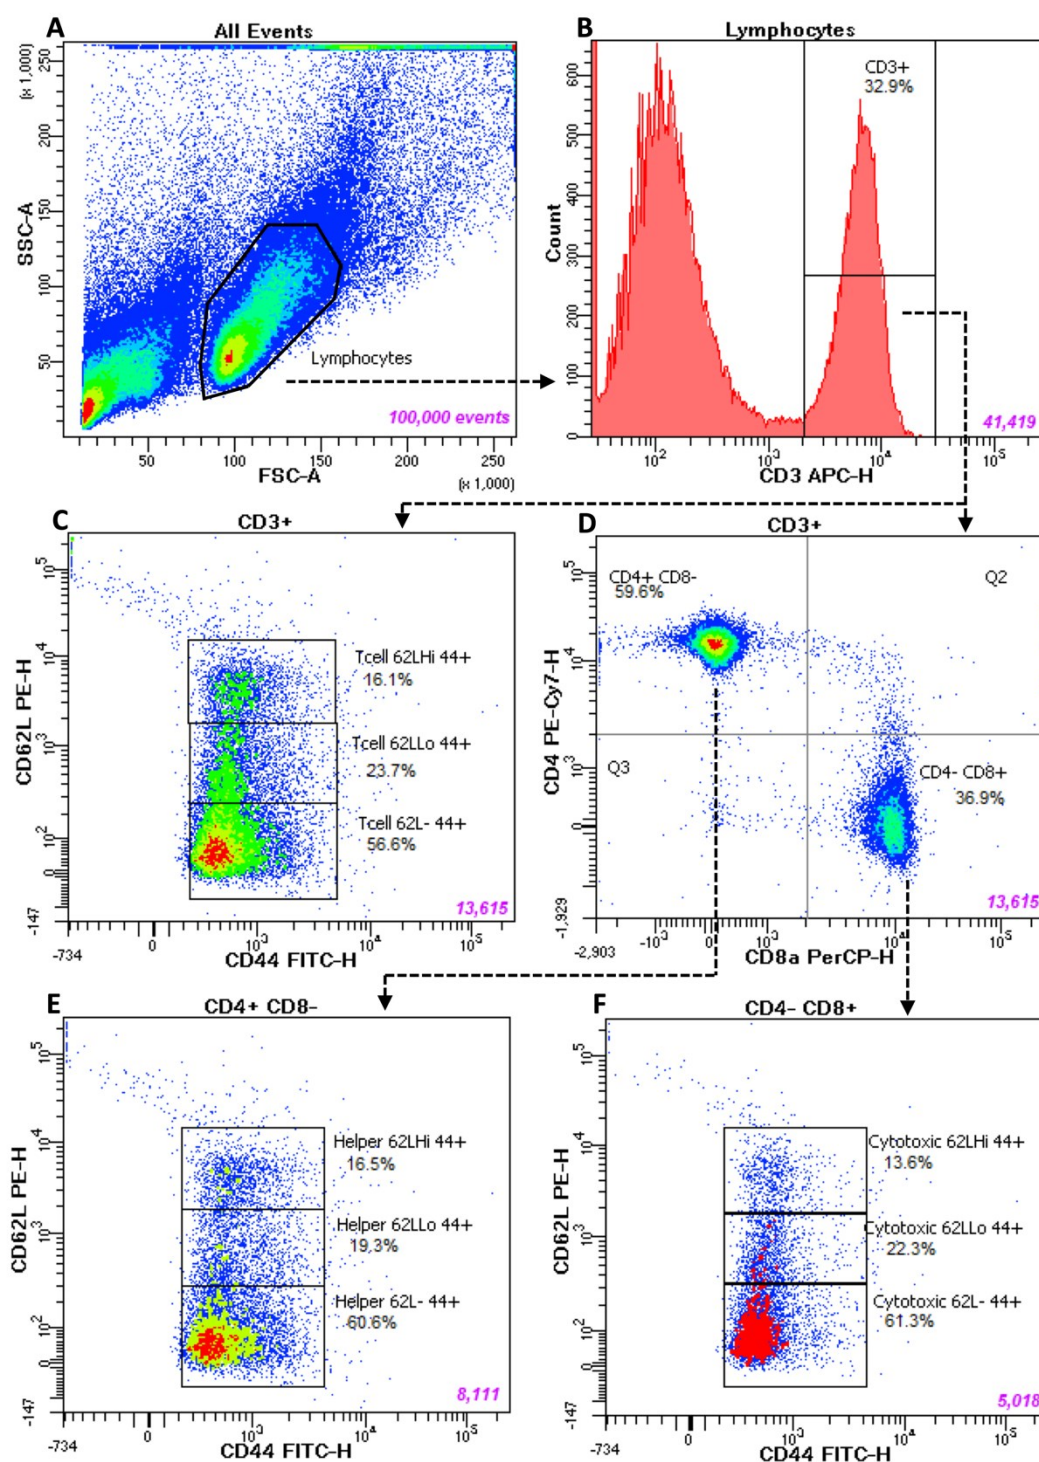 A
All Events
(x 1,000)
250
200
150
100
50
SSC-A
Lymphocytes
100,000 events
50 100 150 200 250
FSC-A
(x 1,000)
B
Lymphocytes
CD3+
32.9%
600
500
400
300
200
100
0
Count
41,419
10² 10³ 10⁴ 10⁵
CD3 APC-H
C
CD3+
10⁵
10⁴
10³
10²
0
-147
CD62L PE-H
Tcell 62LHi 44+
16.1%
Tcell 62LLo 44+
23.7%
Tcell 62L- 44+
56.6%
13,615
-734 0 10³ 10⁴ 10⁵
CD44 FITC-H
D
CD3+
10⁵
10⁴
10³
0
-1,929
CD4 PE-Cy7-H
CD4+ CD8-
59.6%
Q2
Q3
CD4- CD8+
36.9%
13,615
-2,903 -10³ 0 10³ 10⁴ 10⁵
CD8a PerCP-H
E
CD4+ CD8-
10⁵
10⁴
10³
10²
0
-147
CD62L PE-H
Helper 62LHi 44+
16.5%
Helper 62LLo 44+
19.3%
Helper 62L- 44+
60.6%
8,111
-734 0 10³ 10⁴ 10⁵
CD44 FITC-H
F
CD4- CD8+
10⁵
10⁴
10³
10²
0
-147
CD62L PE-H
Cytotoxic 62LHi 44+
13.6%
Cytotoxic 62LLo 44+
22.3%
Cytotoxic 62L- 44+
61.3%
5,018
-734 0 10³ 10⁴ 10⁵
CD44 FITC-H